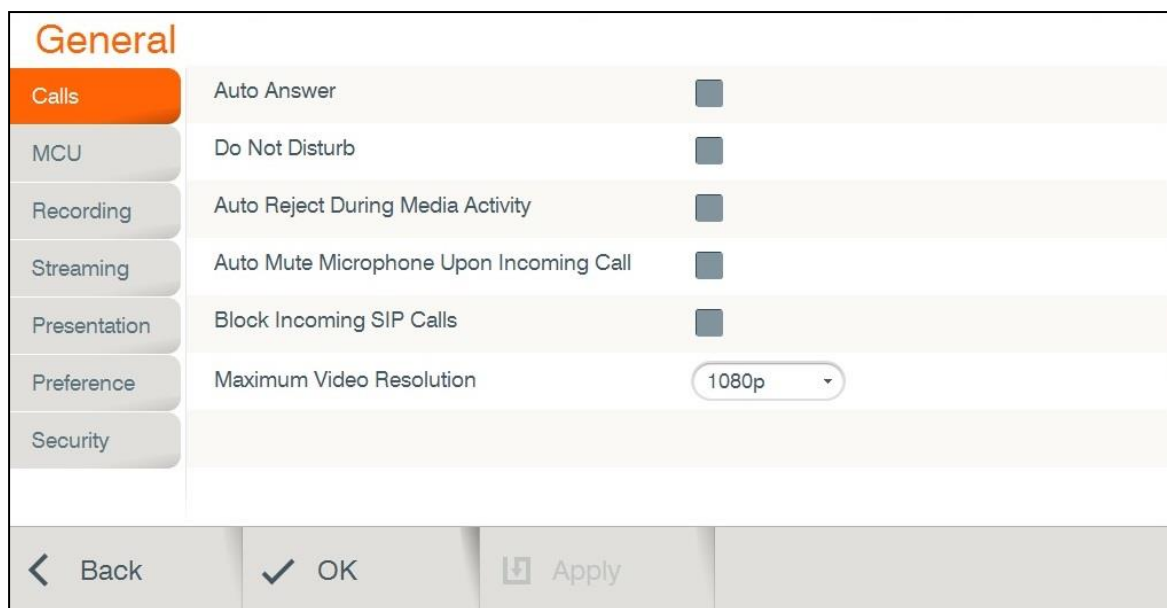 General
Calls
Auto Answer
MCU
Do Not Disturb
Recording
Auto Reject During Media Activity
Streaming
Auto Mute Microphone Upon Incoming Call
Presentation
Block Incoming SIP Calls
Preference
Maximum Video Resolution 1080p
Security
Back OK Apply